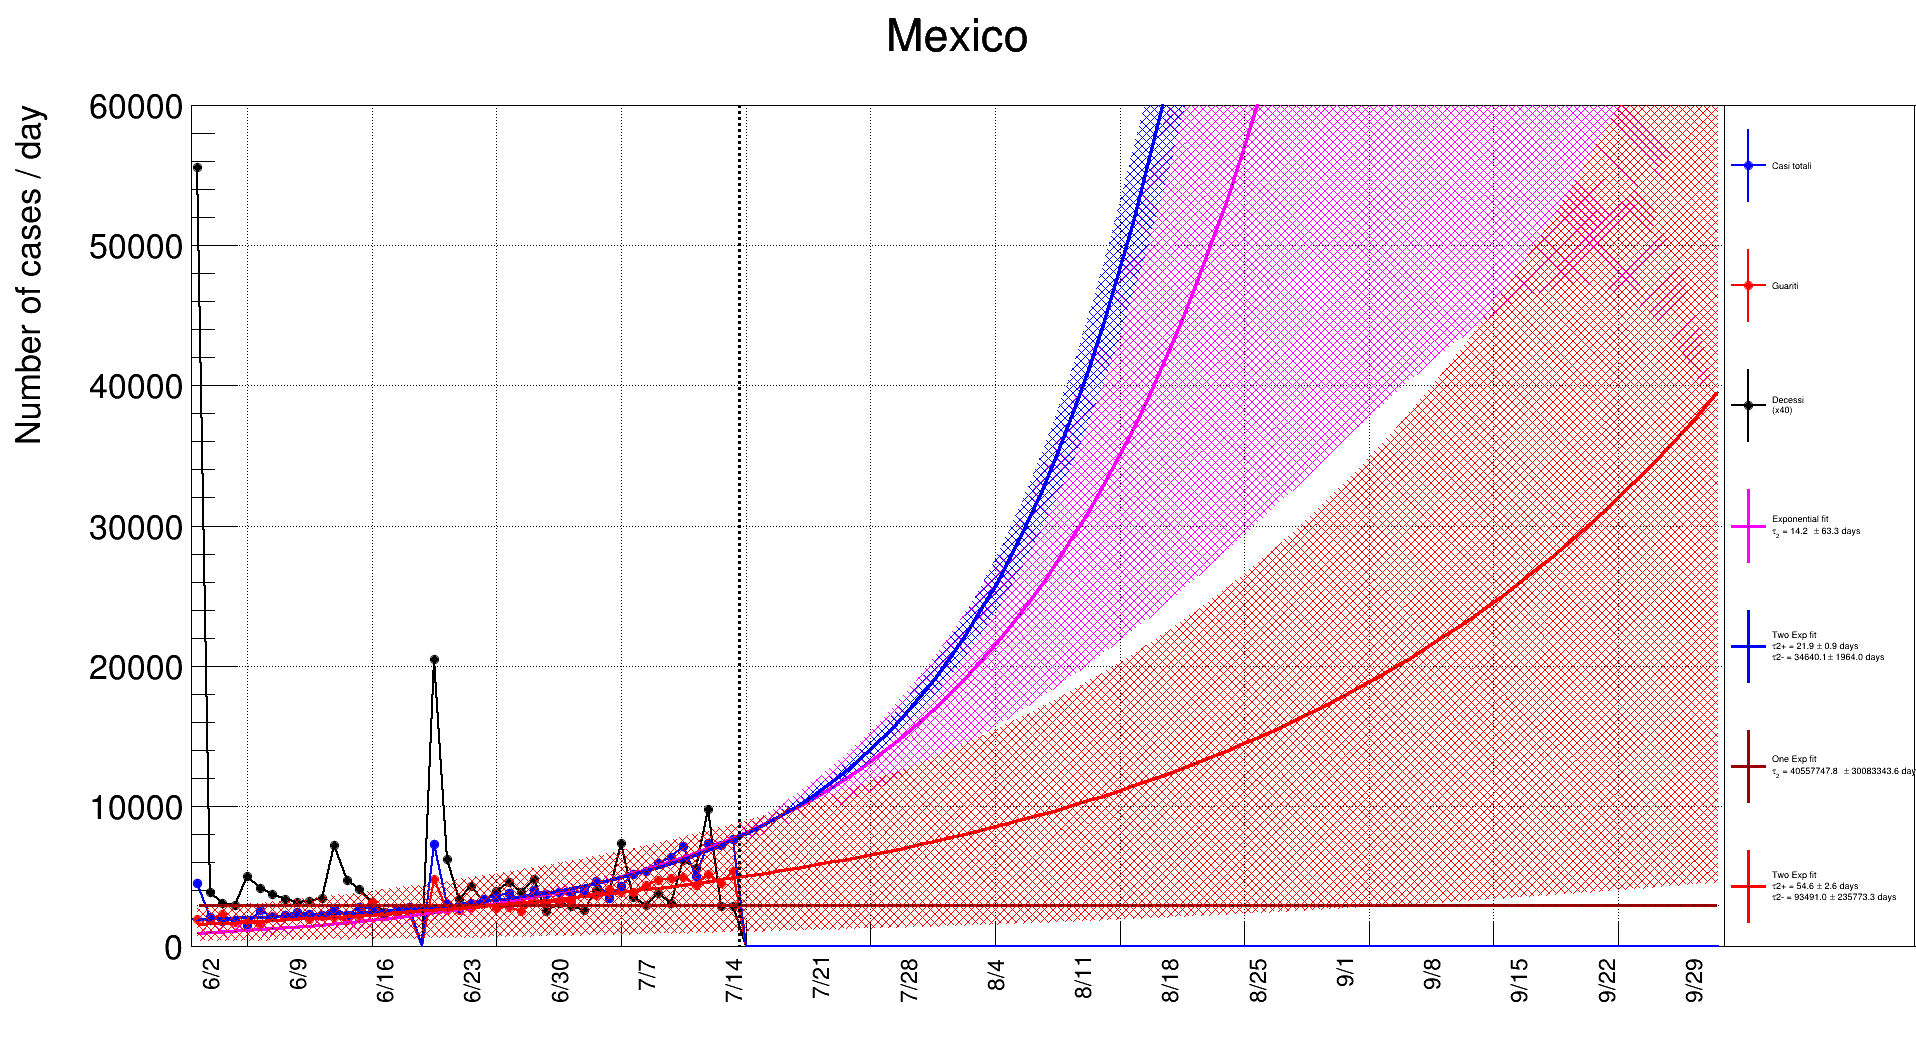 Mexico
Number of cases / day
60000
50000
40000
30000
20000
10000
0
6/2
6/9
6/16
6/23
6/30
7/7
7/14
7/21
7/28
8/4
8/11
8/18
8/25
9/1
9/8
9/15
9/22
9/29
Casi totali
Guariti
Decessi
(x40)
Exponential fit
τ₂ = 14.2 ± 63.3 days
Two Exp fit
τ2+ = 21.9 ± 0.9 days
τ2- = 34640.1 ± 1964.0 days
One Exp fit
τ₂ = 40557747.8 ± 30083343.6 day
Two Exp fit
τ2+ = 54.6 ± 2.6 days
τ2- = 93491.0 ± 235773.3 days